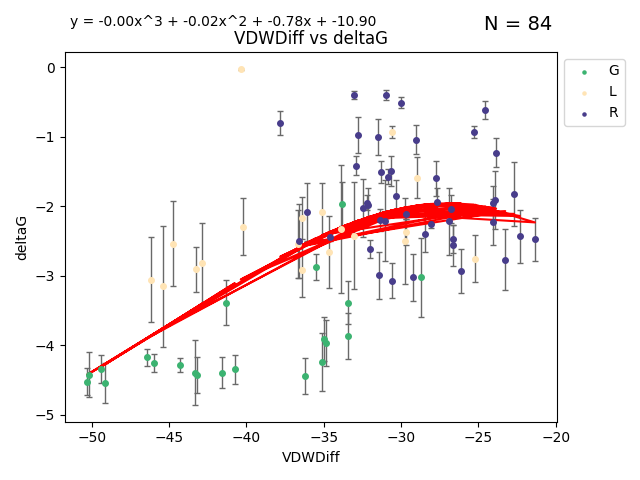 y = -0.00x^3 + -0.02x^2 + -0.78x + -10.90
N = 84
VDWDiff vs deltaG
G
L
R
0
−1
−2
−3
−4
−5
deltaG
−50 −45 −40 −35 −30 −25 −20
VDWDiff